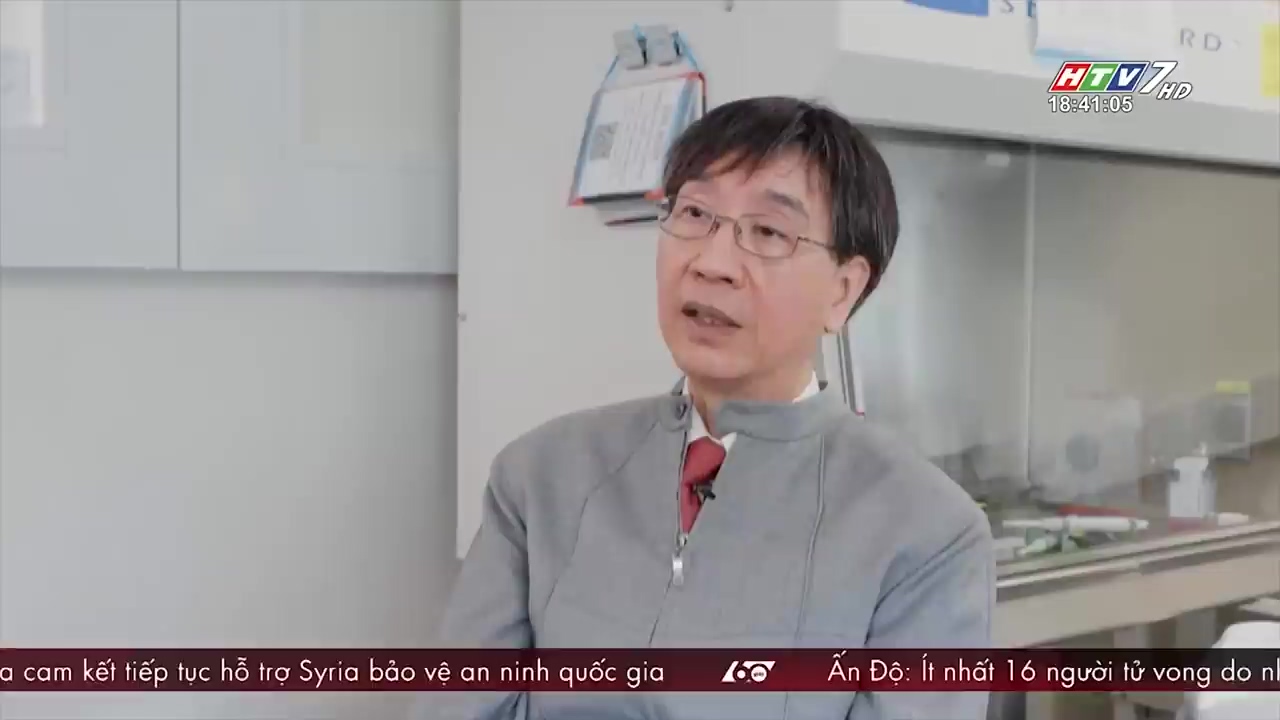 HTV7 HD
18:41:05
a cam kết tiếp tục hỗ trợ Syria bảo vệ an ninh quốc gia
60
Ấn Độ: Ít nhất 16 người tử vong do